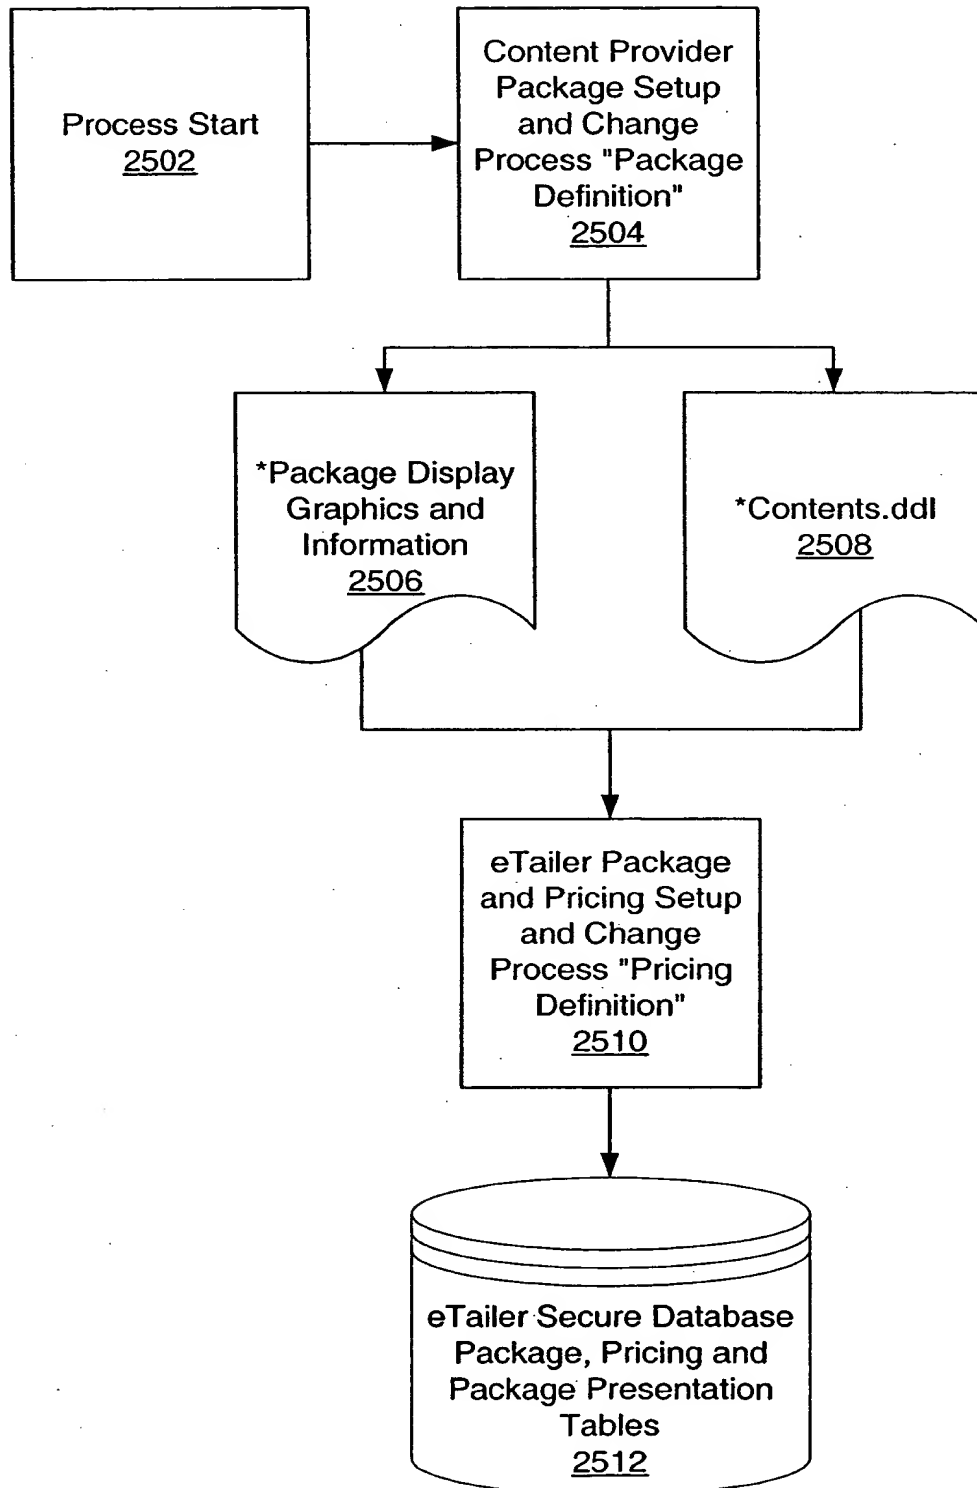 Process Start
2502
Content Provider
Package Setup
and Change
Process "Package
Definition"
2504
*Package Display
Graphics and
Information
2506
*Contents.ddl
2508
eTailer Package
and Pricing Setup
and Change
Process "Pricing
Definition"
2510
eTailer Secure Database
Package, Pricing and
Package Presentation
Tables
2512